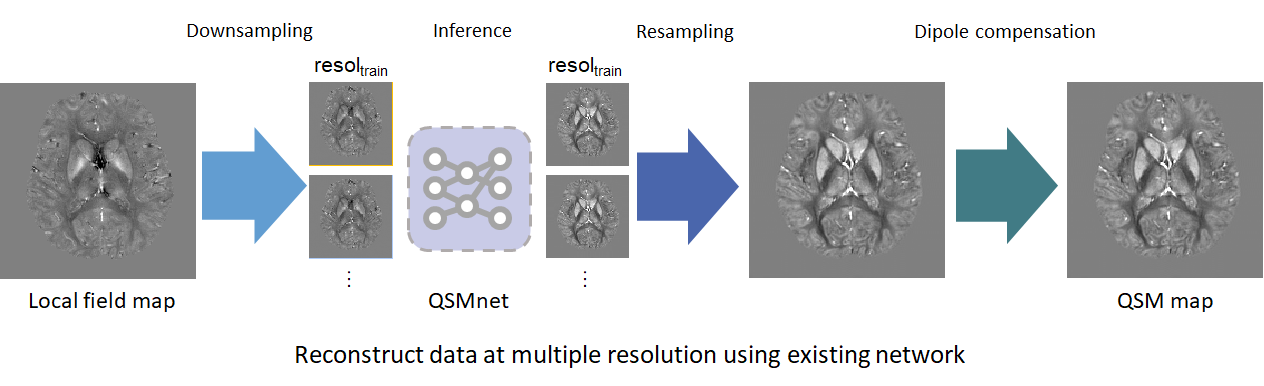 Downsampling
Inference
Resampling
Dipole compensation
resoltrain
resoltrain
⋮
⋮
Local field map
QSMnet
QSM map
Reconstruct data at multiple resolution using existing network